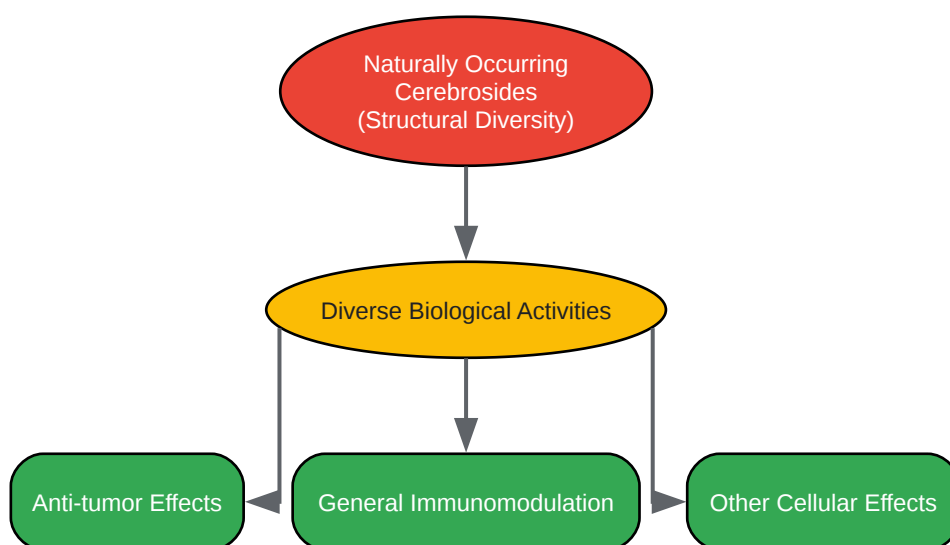 Naturally Occurring
Cerebrosides
(Structural Diversity)
Diverse Biological Activities
Anti-tumor Effects
General Immunomodulation
Other Cellular Effects